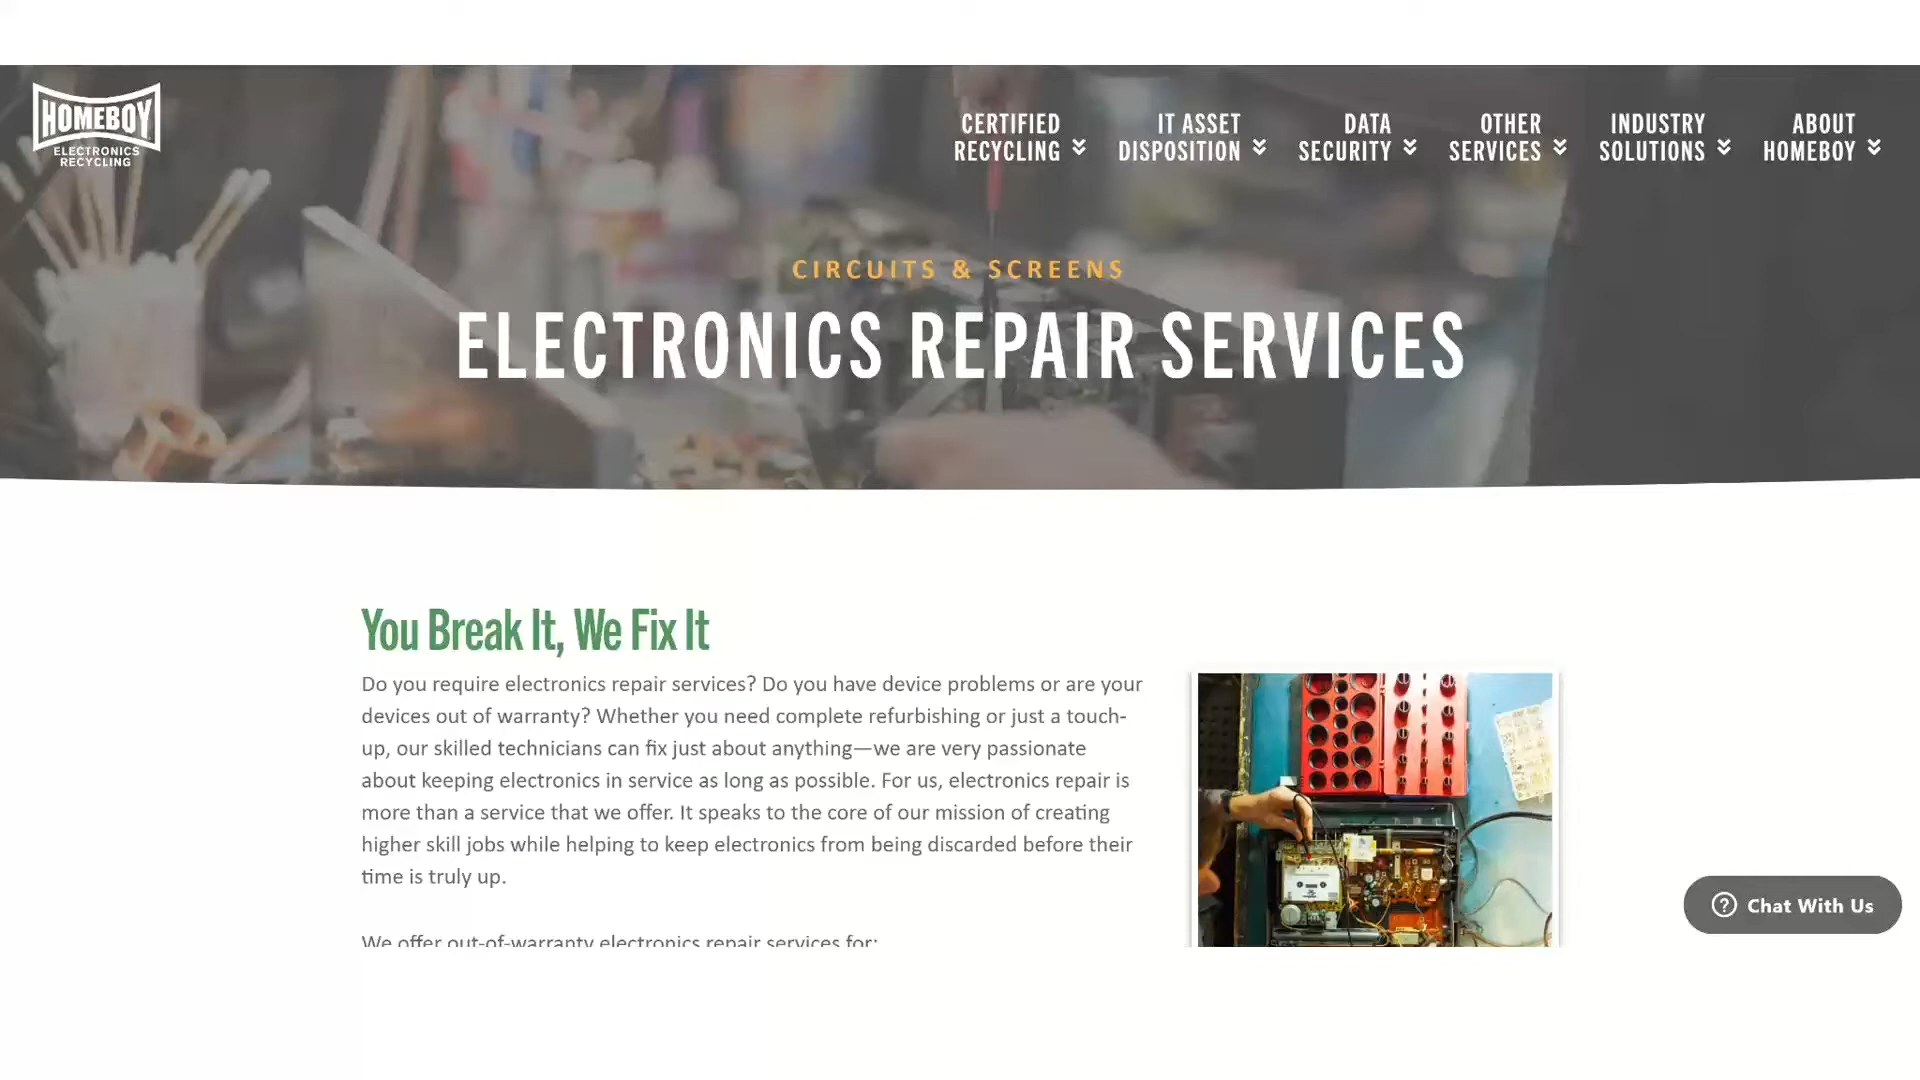 HOMEBOY
ELECTRONICS
RECYCLING
CERTIFIED
RECYCLING
IT ASSET
DISPOSITION
DATA
SECURITY
OTHER
SERVICES
INDUSTRY
SOLUTIONS
ABOUT
HOMEBOY
CIRCUITS & SCREENS
ELECTRONICS REPAIR SERVICES
You Break It, We Fix It
Do you require electronics repair services? Do you have device problems or are your
devices out of warranty? Whether you need complete refurbishing or just a touch-
up, our skilled technicians can fix just about anything—we are very passionate
about keeping electronics in service as long as possible. For us, electronics repair is
more than a service that we offer. It speaks to the core of our mission of creating
higher skill jobs while helping to keep electronics from being discarded before their
time is truly up.
We offer out-of-warranty electronics repair services for:
Chat With Us